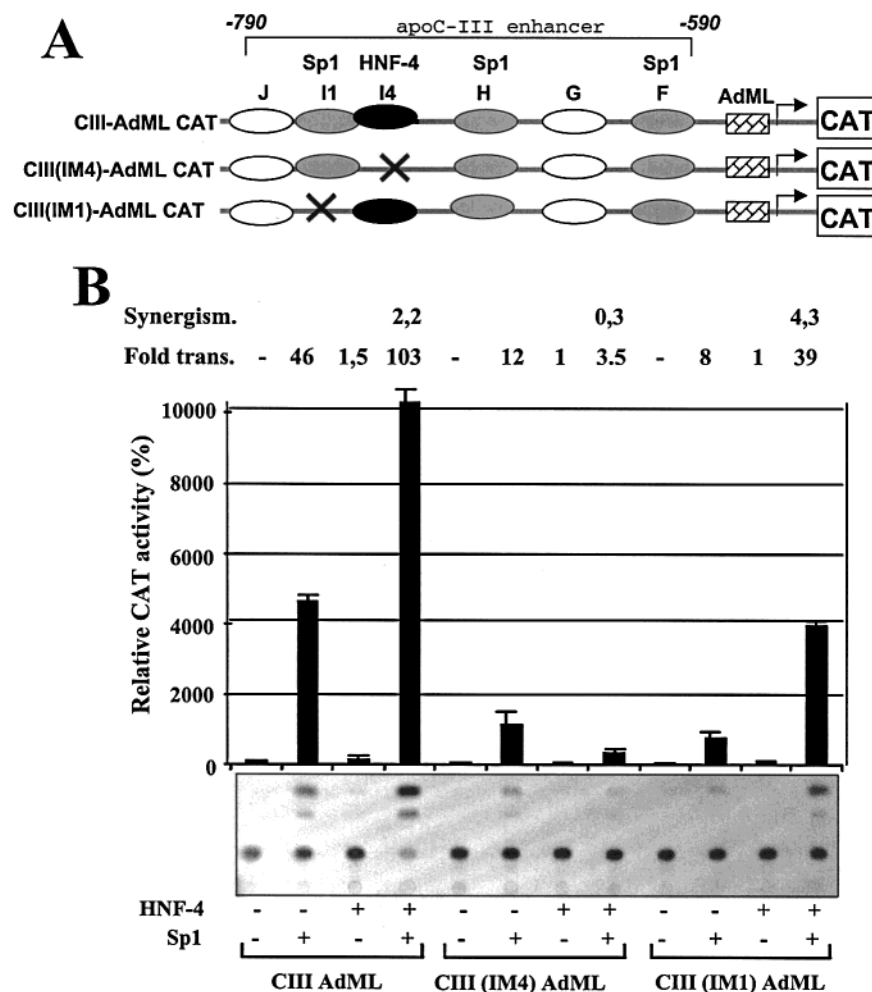 A
-790 apoC-III enhancer -590
Sp1 HNF-4 Sp1 Sp1
J I1 I4 H G F AdML
CIII-AdML CAT CAT
CIII(IM4)-AdML CAT CAT
CIII(IM1)-AdML CAT CAT
B
Synergism. 2,2 0,3 4,3
Fold trans. - 46 1,5 103 - 12 1 3.5 - 8 1 39
Relative CAT activity (%)
10000
8000
6000
4000
2000
0
HNF-4 - - + + - - + + - - + +
Sp1 - + - + - + - + - + - +
CIII AdML CIII (IM4) AdML CIII (IM1) AdML